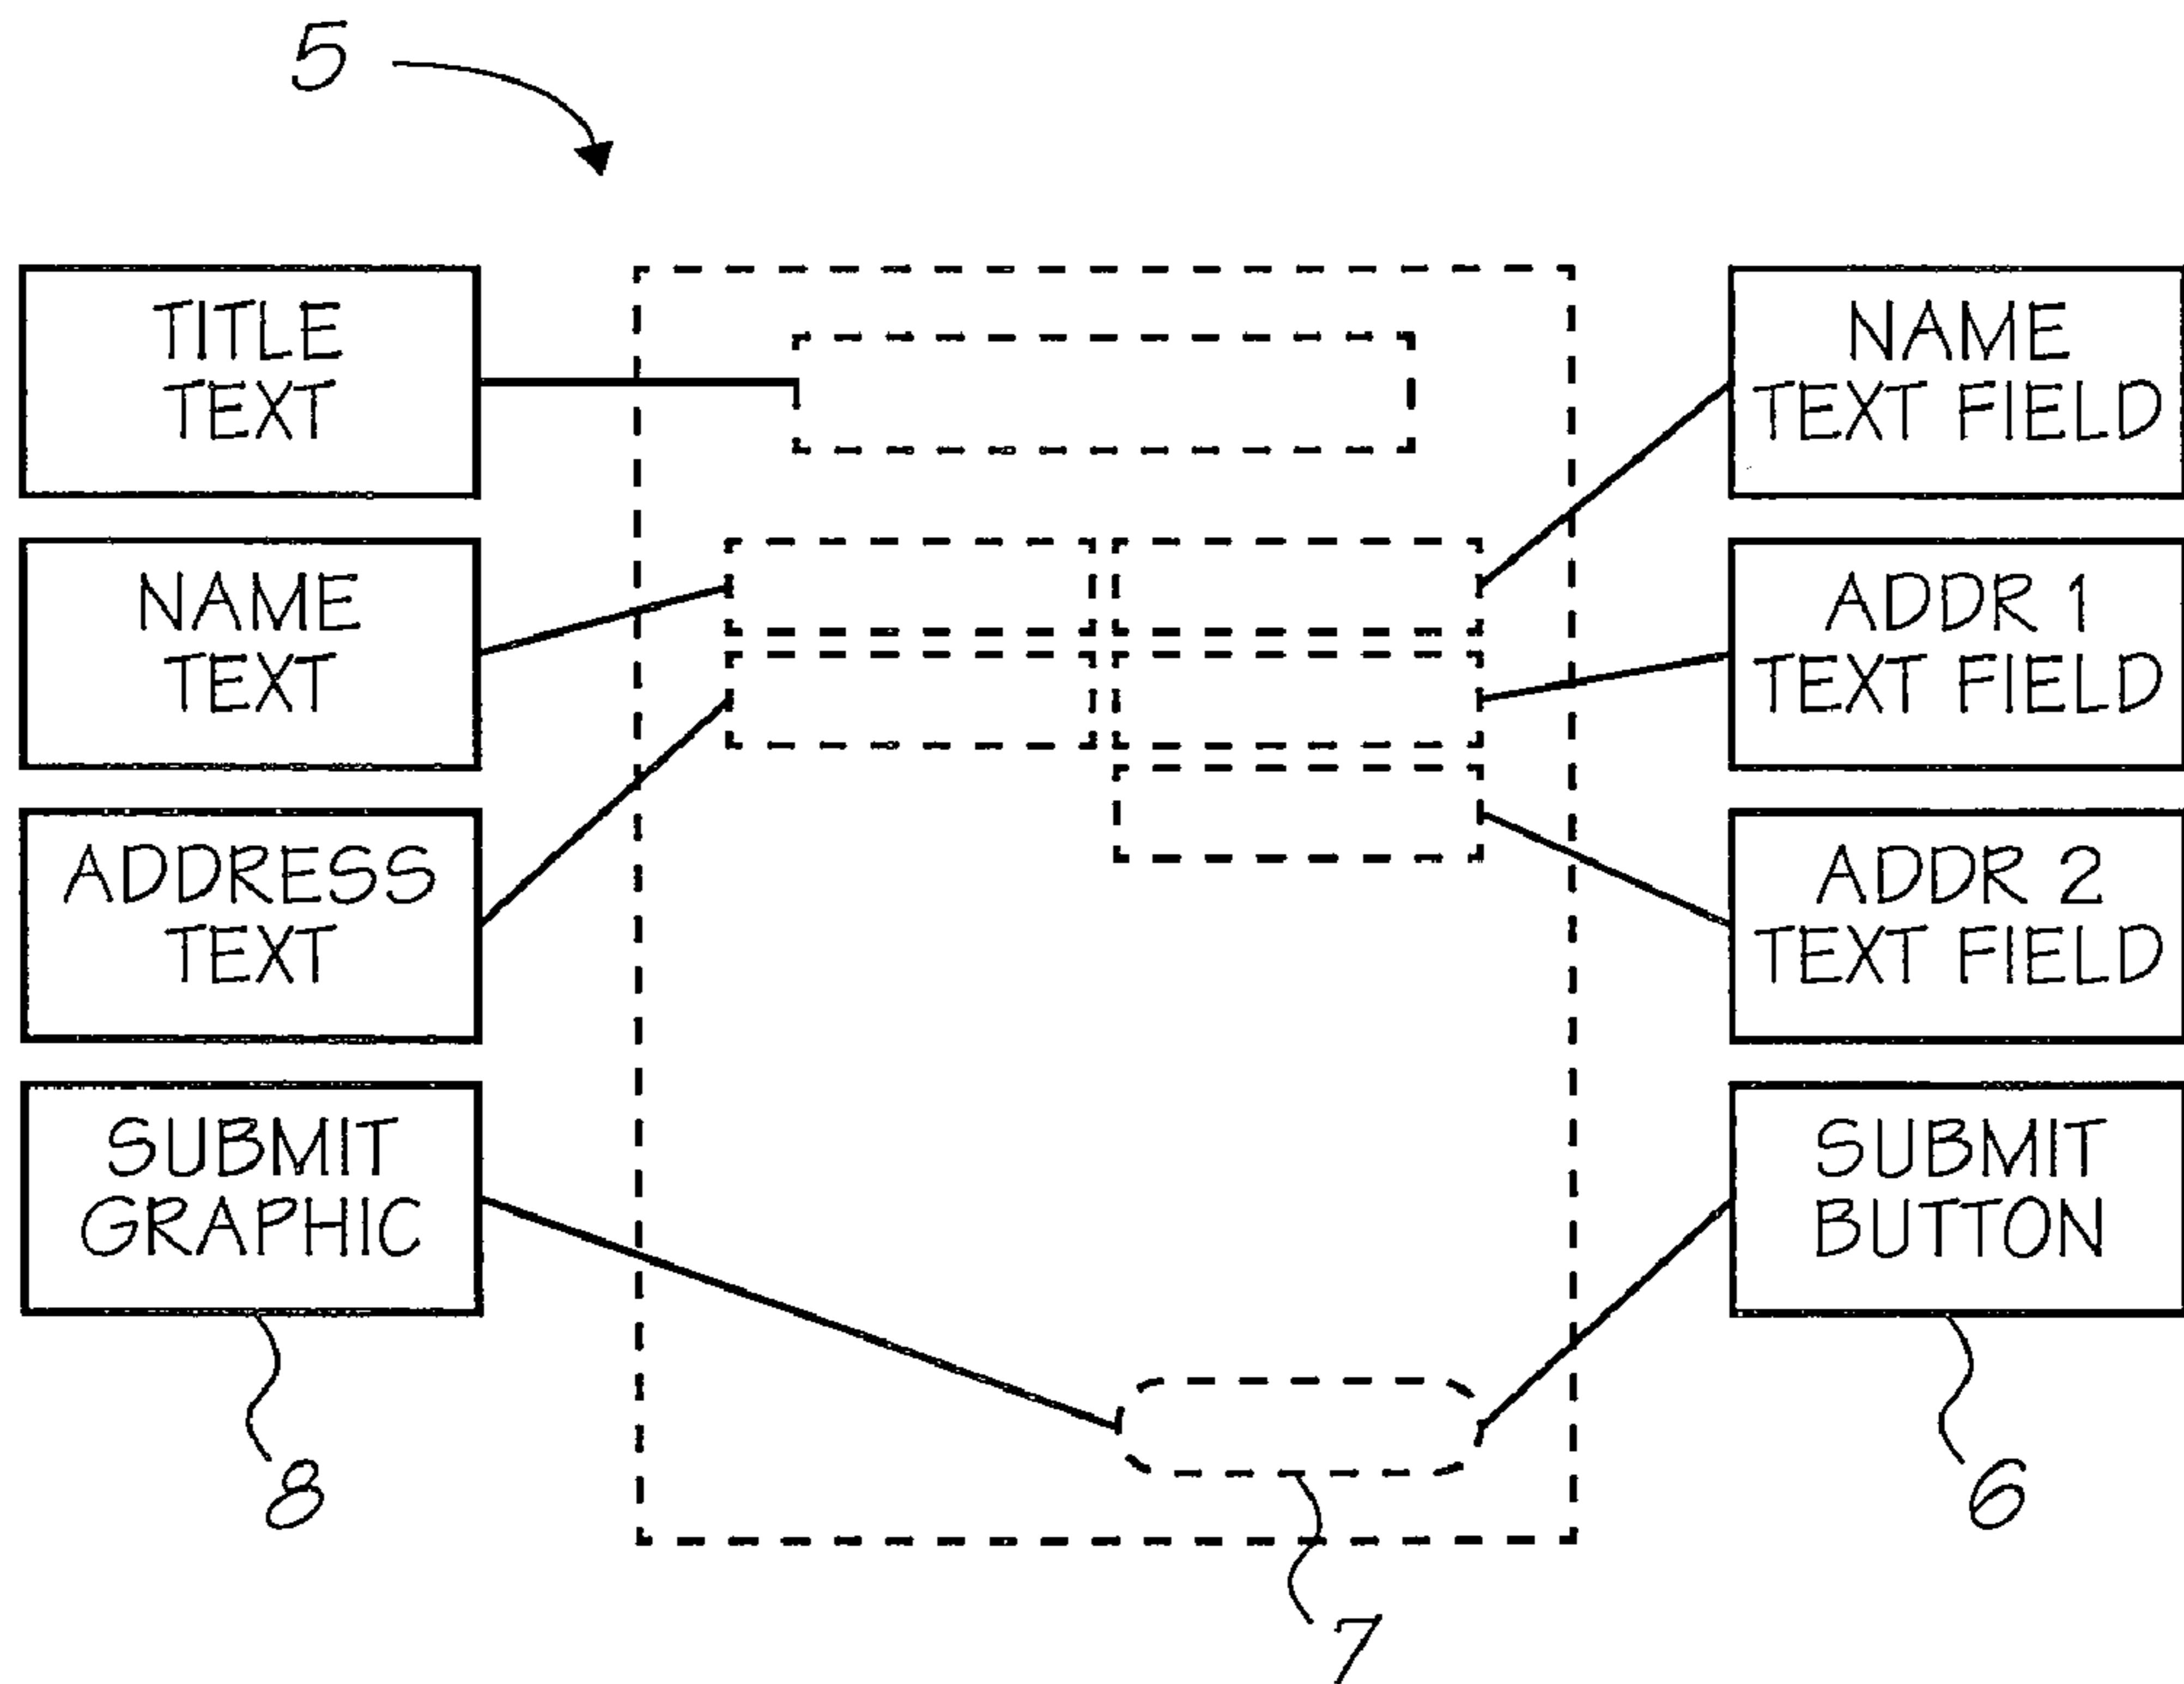 5
TITLE
TEXT
NAME
TEXT FIELD
NAME
TEXT
ADDR 1
TEXT FIELD
ADDRESS
TEXT
ADDR 2
TEXT FIELD
SUBMIT
GRAPHIC
SUBMIT
BUTTON
8
6
7